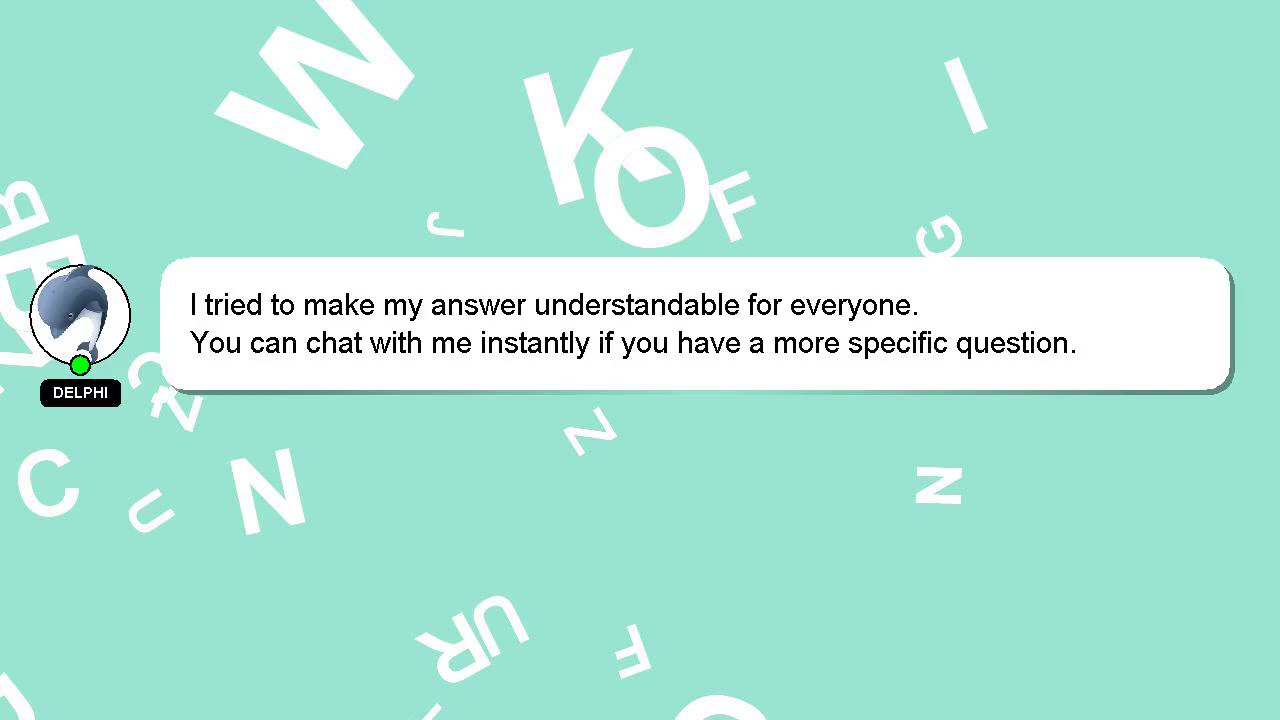 I tried to make my answer understandable for everyone.
You can chat with me instantly if you have a more specific question.
DELPHI
W
K
O
F
I
J
G
C
Z
C
U
N
Z
N
U
R
F